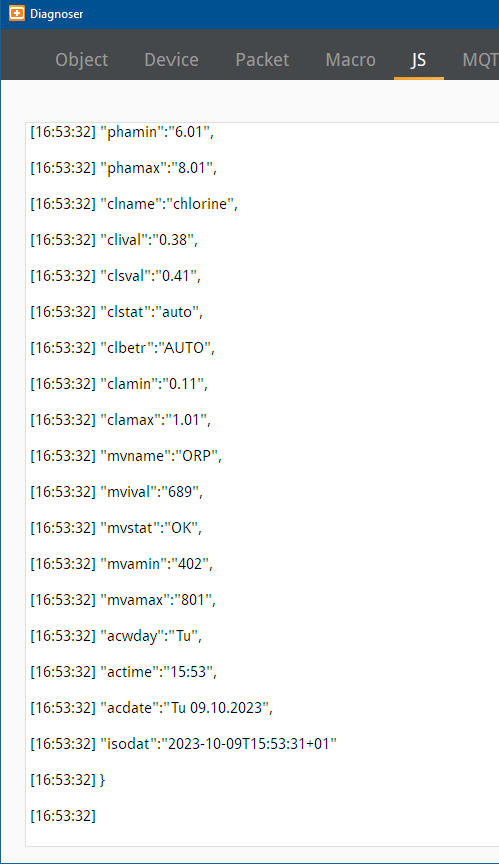 Diagnoser
Object Device Packet Macro JS MQT
[16:53:32] "phamin":"6.01",
[16:53:32] "phamax":"8.01",
[16:53:32] "clname":"chlorine",
[16:53:32] "clival":"0.38",
[16:53:32] "clsval":"0.41",
[16:53:32] "clstat":"auto",
[16:53:32] "clbetr":"AUTO",
[16:53:32] "clamin":"0.11",
[16:53:32] "clamax":"1.01",
[16:53:32] "mvname":"ORP",
[16:53:32] "mvival":"689",
[16:53:32] "mvstat":"OK",
[16:53:32] "mvamin":"402",
[16:53:32] "mvamax":"801",
[16:53:32] "acwday":"Tu",
[16:53:32] "actime":"15:53",
[16:53:32] "acdate":"Tu 09.10.2023",
[16:53:32] "isodat":"2023-10-09T15:53:31+01"
[16:53:32] }
[16:53:32]